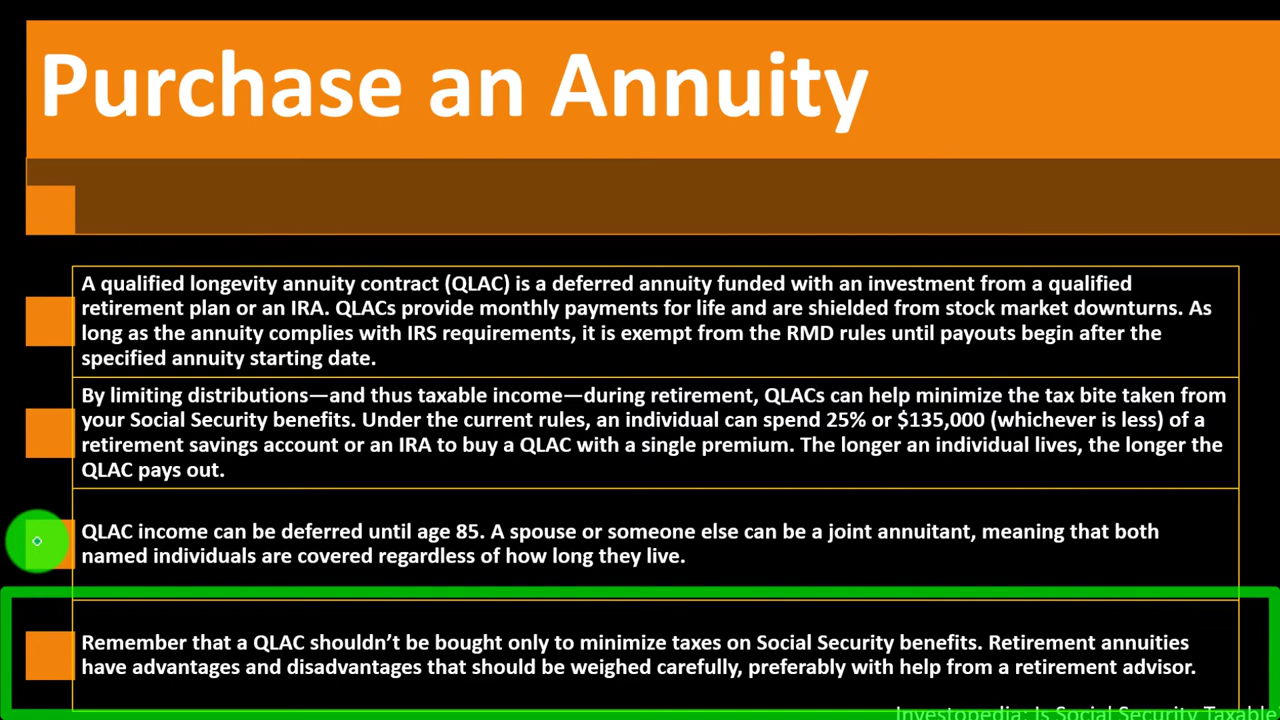 Purchase an Annuity
A qualified longevity annuity contract (QLAC) is a deferred annuity funded with an investment from a qualified
retirement plan or an IRA. QLACs provide monthly payments for life and are shielded from stock market downturns. As
long as the annuity complies with IRS requirements, it is exempt from the RMD rules until payouts begin after the
specified annuity starting date.
By limiting distributions—and thus taxable income—during retirement, QLACs can help minimize the tax bite taken from
your Social Security benefits. Under the current rules, an individual can spend 25% or $135,000 (whichever is less) of a
retirement savings account or an IRA to buy a QLAC with a single premium. The longer an individual lives, the longer the
QLAC pays out.
QLAC income can be deferred until age 85. A spouse or someone else can be a joint annuitant, meaning that both
named individuals are covered regardless of how long they live.
Remember that a QLAC shouldn’t be bought only to minimize taxes on Social Security benefits. Retirement annuities
have advantages and disadvantages that should be weighed carefully, preferably with help from a retirement advisor.
Investopedia: Is Social Security Taxable?